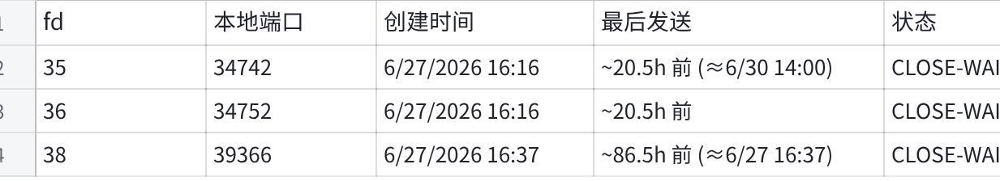 1 fd 本地端口 创建时间 最后发送 状态
2 35 34742 6/27/2026 16:16 ~20.5h 前 (≈6/30 14:00) CLOSE-WAI
3 36 34752 6/27/2026 16:16 ~20.5h 前 CLOSE-WAI
4 38 39366 6/27/2026 16:37 ~86.5h 前 (≈6/27 16:37) CLOSE-WAI